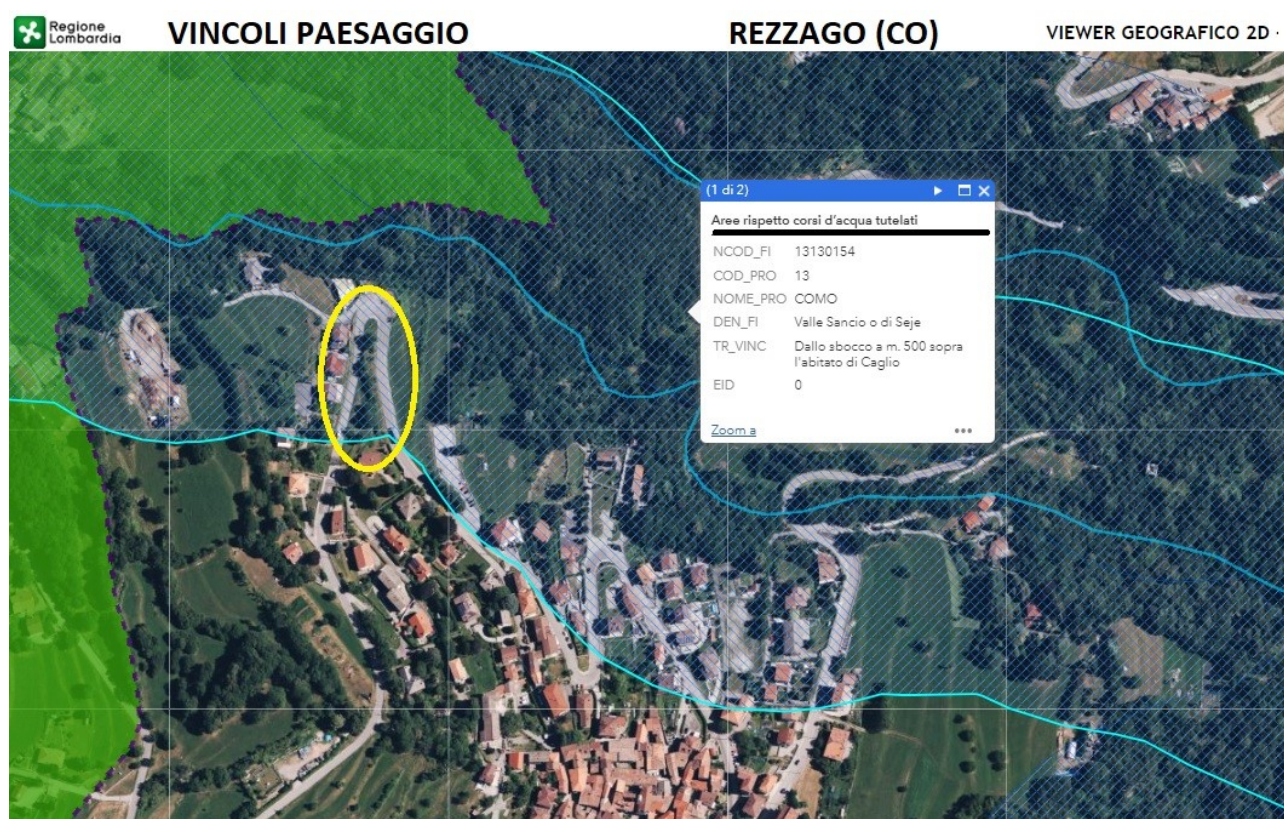 Regione
Lombardia
VINCOLI PAESAGGIO
REZZAGO (CO)
VIEWER GEOGRAFICO 2D ·
(1 di 2)
Aree rispetto corsi d'acqua tutelati
NCOD_FI 13130154
COD_PRO 13
NOME_PRO COMO
DEN_FI Valle Sancio o di Seje
TR_VINC Dallo sbocco a m. 500 sopra
l'abitato di Caglio
EID 0
Zoom a